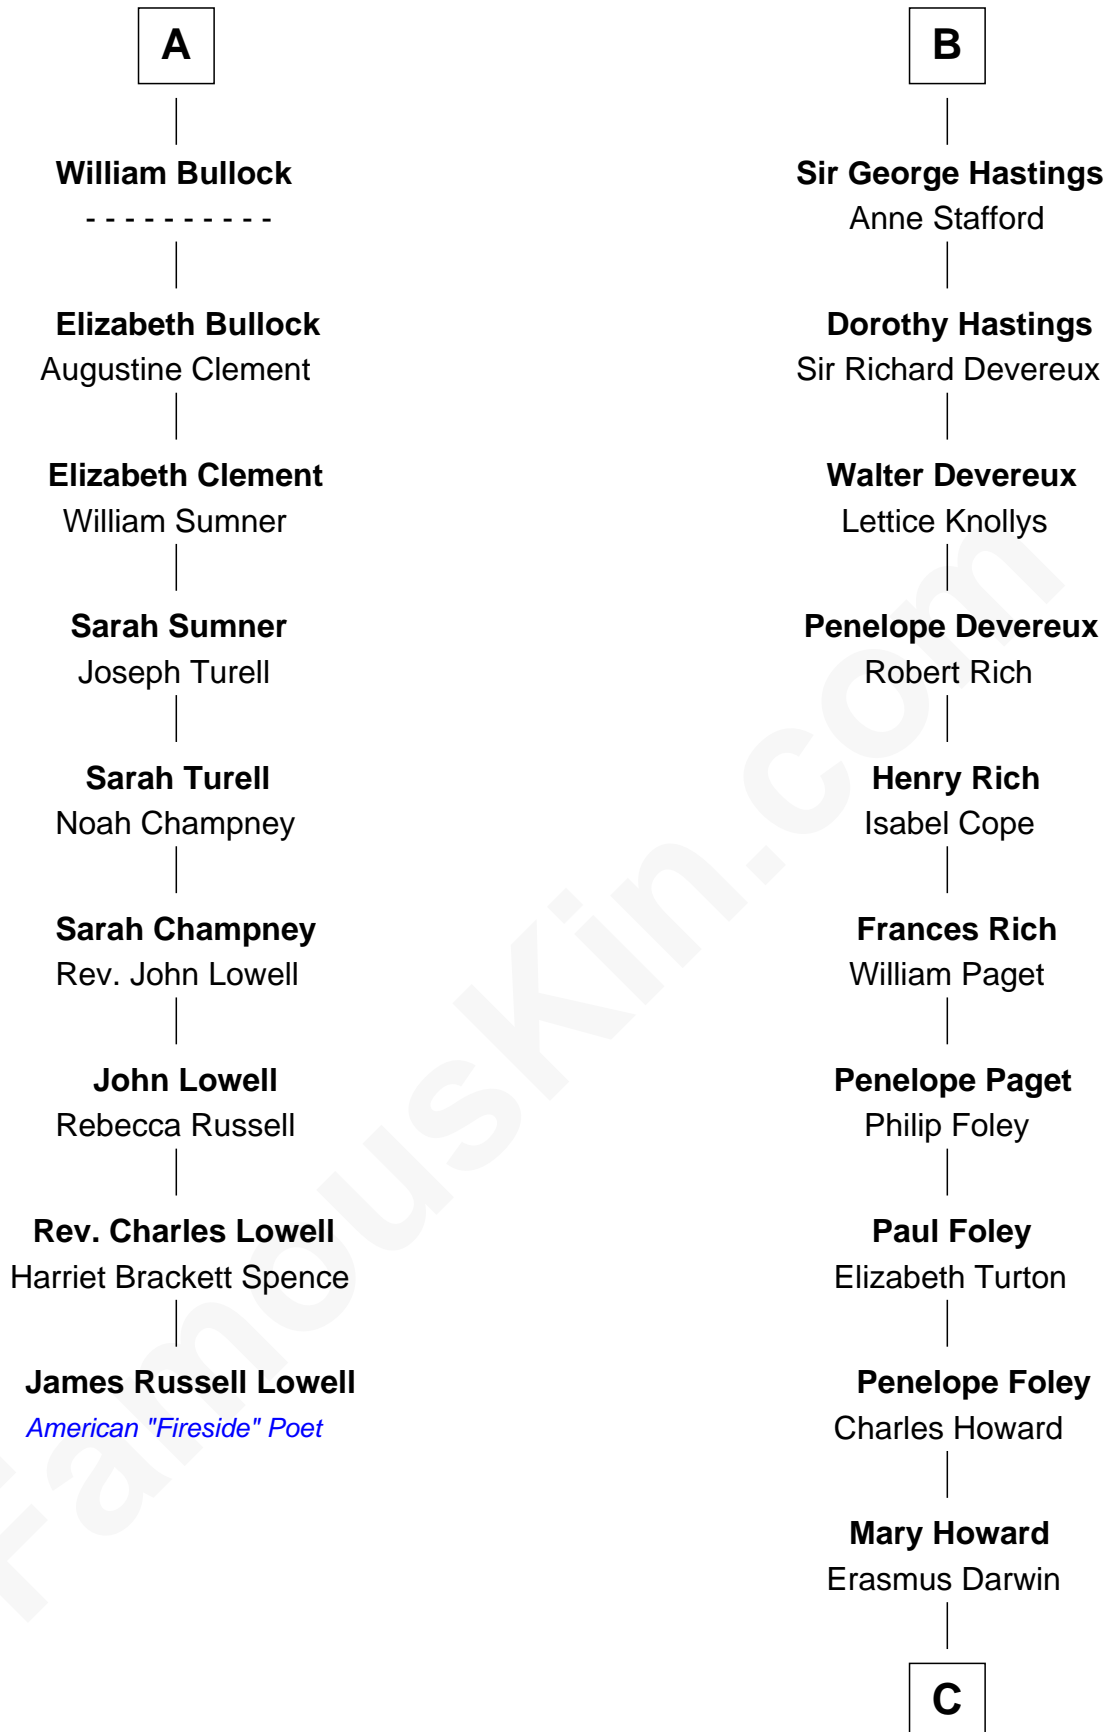 A
William Bullock
- - - - - - - - - -
Elizabeth Bullock
Augustine Clement
Elizabeth Clement
William Sumner
Sarah Sumner
Joseph Turell
Sarah Turell
Noah Champney
Sarah Champney
Rev. John Lowell
John Lowell
Rebecca Russell
Rev. Charles Lowell
Harriet Brackett Spence
James Russell Lowell
American "Fireside" Poet
B
Sir George Hastings
Anne Stafford
Dorothy Hastings
Sir Richard Devereux
Walter Devereux
Lettice Knollys
Penelope Devereux
Robert Rich
Henry Rich
Isabel Cope
Frances Rich
William Paget
Penelope Paget
Philip Foley
Paul Foley
Elizabeth Turton
Penelope Foley
Charles Howard
Mary Howard
Erasmus Darwin
C
FamousKin.com